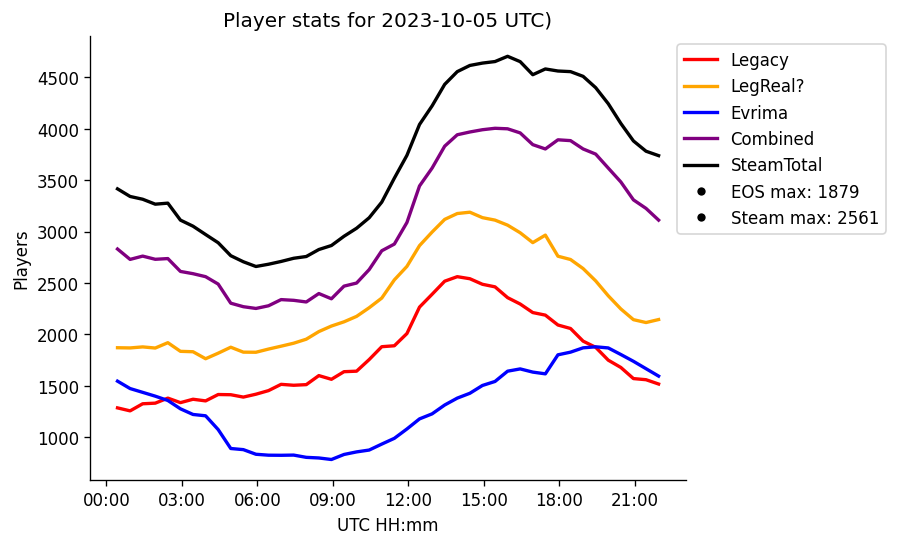 Player stats for 2023-10-05 UTC)
Legacy
LegReal?
Evrima
Combined
SteamTotal
EOS max: 1879
Steam max: 2561
Players
4500
4000
3500
3000
2500
2000
1500
1000
00:00 03:00 06:00 09:00 12:00 15:00 18:00 21:00
UTC HH:mm